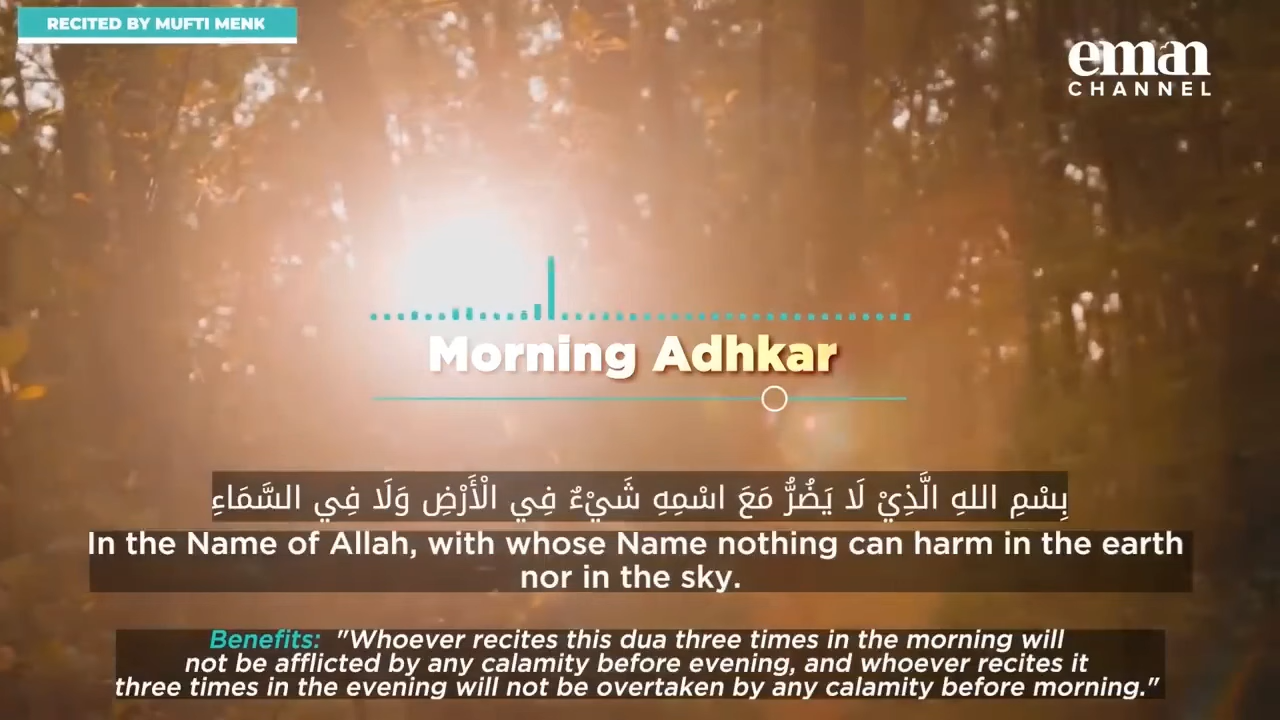 RECITED BY MUFTI MENK
eman
CHANNEL
Morning Adhkar
بِسْمِ اللهِ الَّذِيْ لَا يَضُرُّ مَعَ اسْمِهِ شَيْءٌ فِي الْأَرْضِ وَلَا فِي السَّمَاءِ
In the Name of Allah, with whose Name nothing can harm in the earth
nor in the sky.
Benefits: "Whoever recites this dua three times in the morning will
not be afflicted by any calamity before evening, and whoever recites it
three times in the evening will not be overtaken by any calamity before morning."